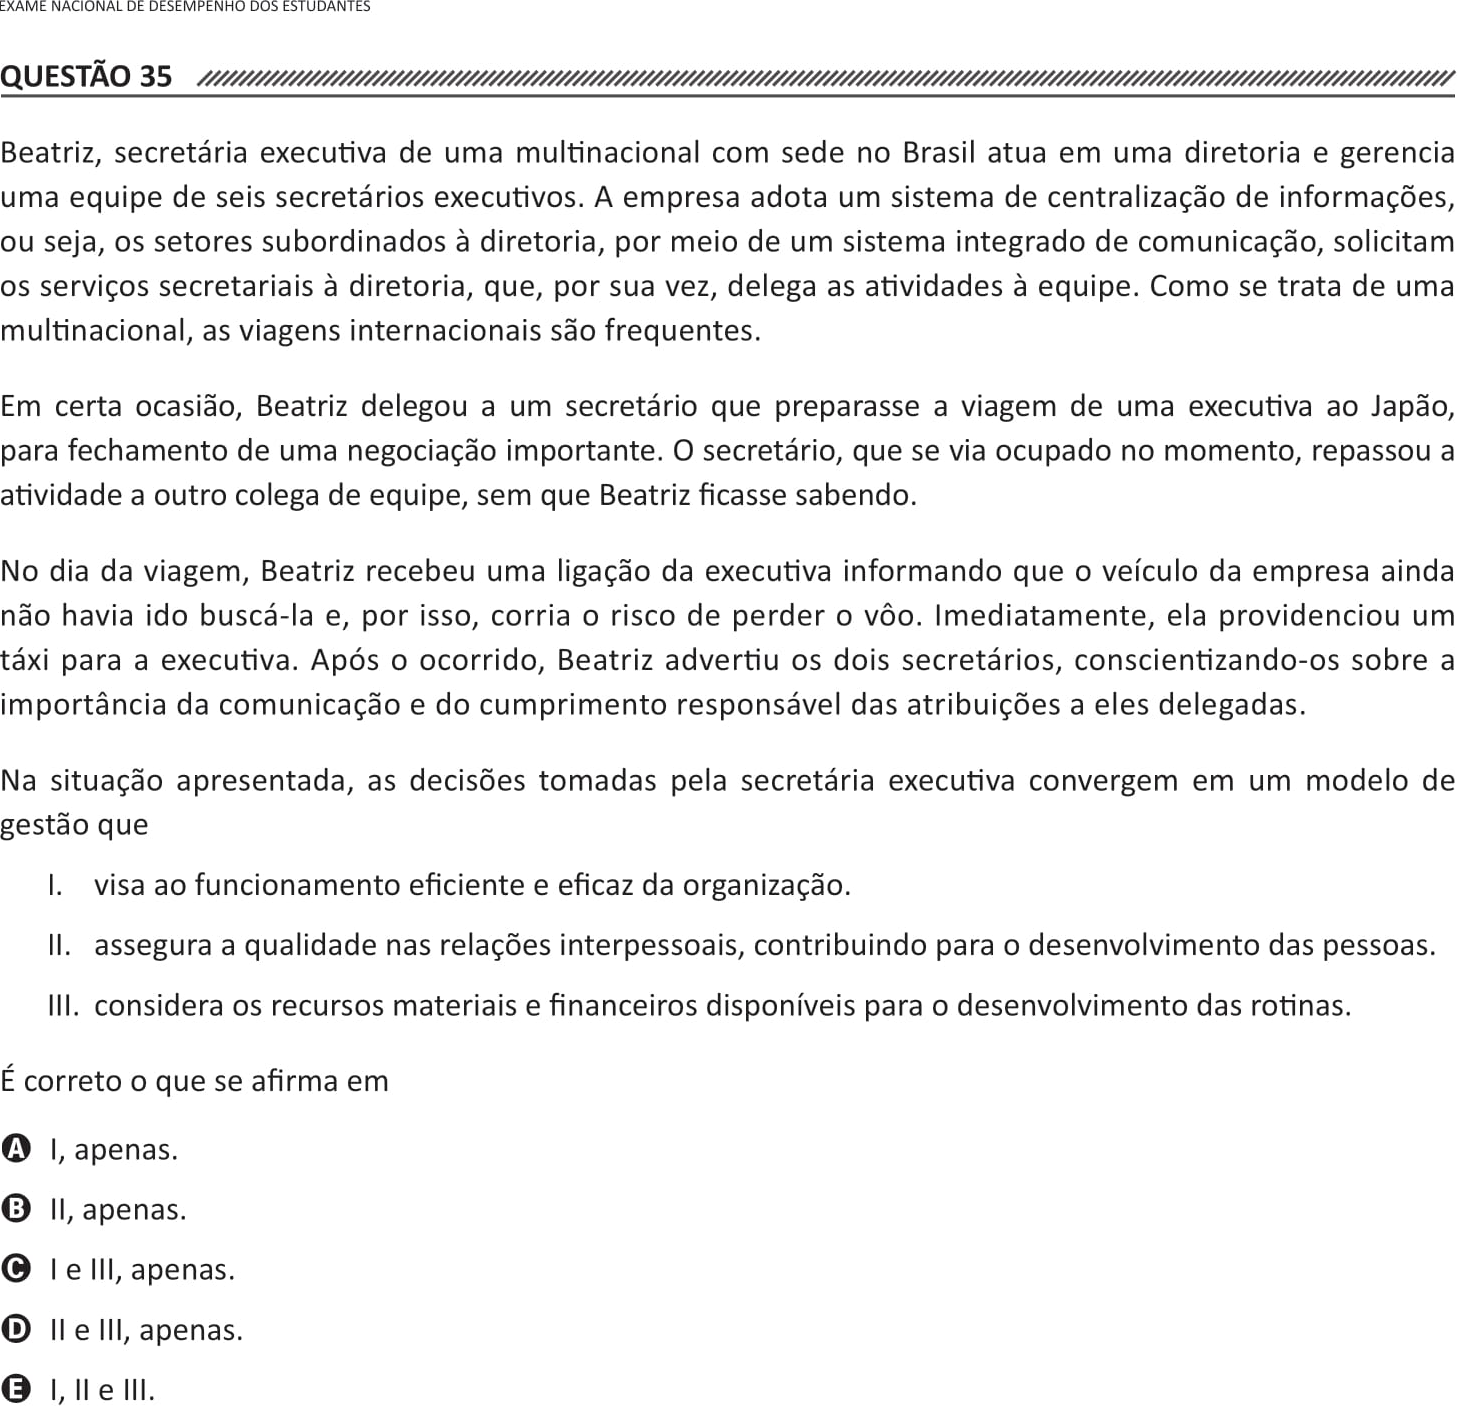 EXAME NACIONAL DE DESEMPENHO DOS ESTUDANTES
QUESTÃO 35
Beatriz, secretária executiva de uma multinacional com sede no Brasil atua em uma diretoria e gerencia
uma equipe de seis secretários executivos. A empresa adota um sistema de centralização de informações,
ou seja, os setores subordinados à diretoria, por meio de um sistema integrado de comunicação, solicitam
os serviços secretariais à diretoria, que, por sua vez, delega as atividades à equipe. Como se trata de uma
multinacional, as viagens internacionais são frequentes.
Em certa ocasião, Beatriz delegou a um secretário que preparasse a viagem de uma executiva ao Japão,
para fechamento de uma negociação importante. O secretário, que se via ocupado no momento, repassou a
atividade a outro colega de equipe, sem que Beatriz ficasse sabendo.
No dia da viagem, Beatriz recebeu uma ligação da executiva informando que o veículo da empresa ainda
não havia ido buscá-la e, por isso, corria o risco de perder o vôo. Imediatamente, ela providenciou um
táxi para a executiva. Após o ocorrido, Beatriz advertiu os dois secretários, conscientizando-os sobre a
importância da comunicação e do cumprimento responsável das atribuições a eles delegadas.
Na situação apresentada, as decisões tomadas pela secretária executiva convergem em um modelo de
gestão que
I. visa ao funcionamento eficiente e eficaz da organização.
II. assegura a qualidade nas relações interpessoais, contribuindo para o desenvolvimento das pessoas.
III. considera os recursos materiais e financeiros disponíveis para o desenvolvimento das rotinas.
É correto o que se afirma em
A I, apenas.
B II, apenas.
C I e III, apenas.
D II e III, apenas.
E I, II e III.